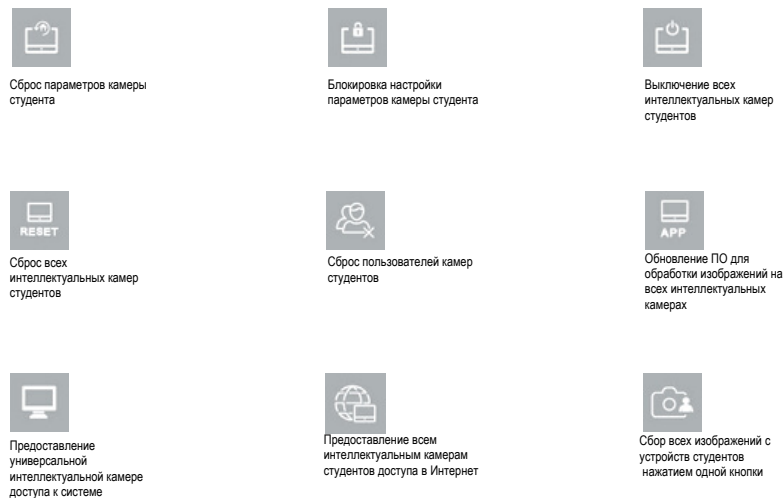 Сброс параметров камеры
студента
Блокировка настройки
параметров камеры студента
Выключение всех
интеллектуальных камер
студентов
RESET
Сброс всех
интеллектуальных камер
студентов
Сброс пользователей камер
студентов
APP
Обновление ПО для
обработки изображений на
всех интеллектуальных
камерах
Предоставление
универсальной
интеллектуальной камере
доступа к системе
Предоставление всем
интеллектуальным камерам
студентов доступа в Интернет
Сбор всех изображений с
устройств студентов
нажатием одной кнопки